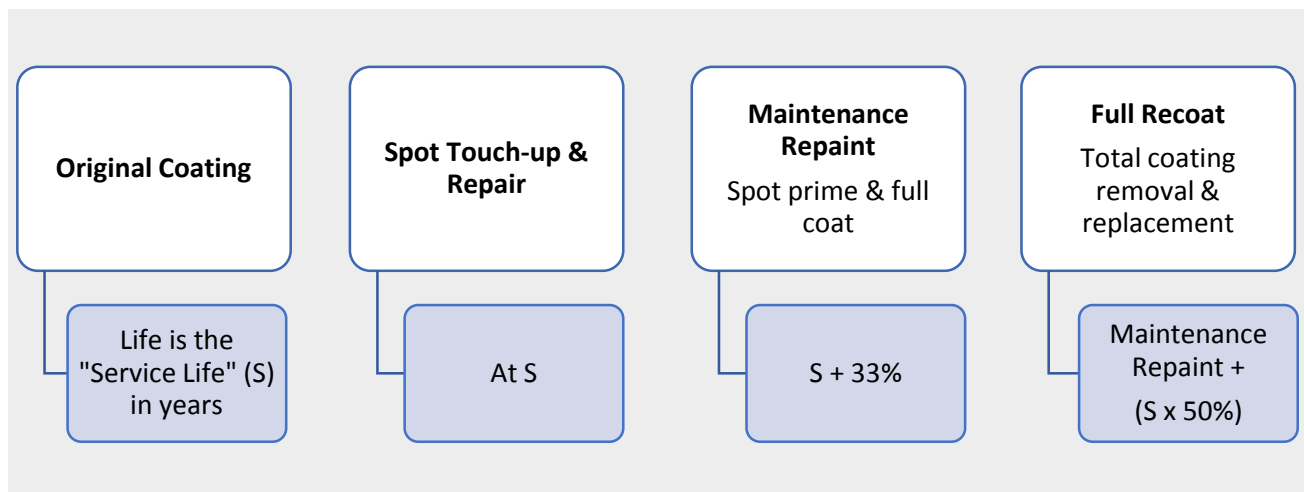 Original Coating
Life is the
"Service Life" (S)
in years
Spot Touch-up &
Repair
At S
Maintenance
Repaint
Spot prime & full
coat
S + 33%
Full Recoat
Total coating
removal &
replacement
Maintenance
Repaint +
(S x 50%)